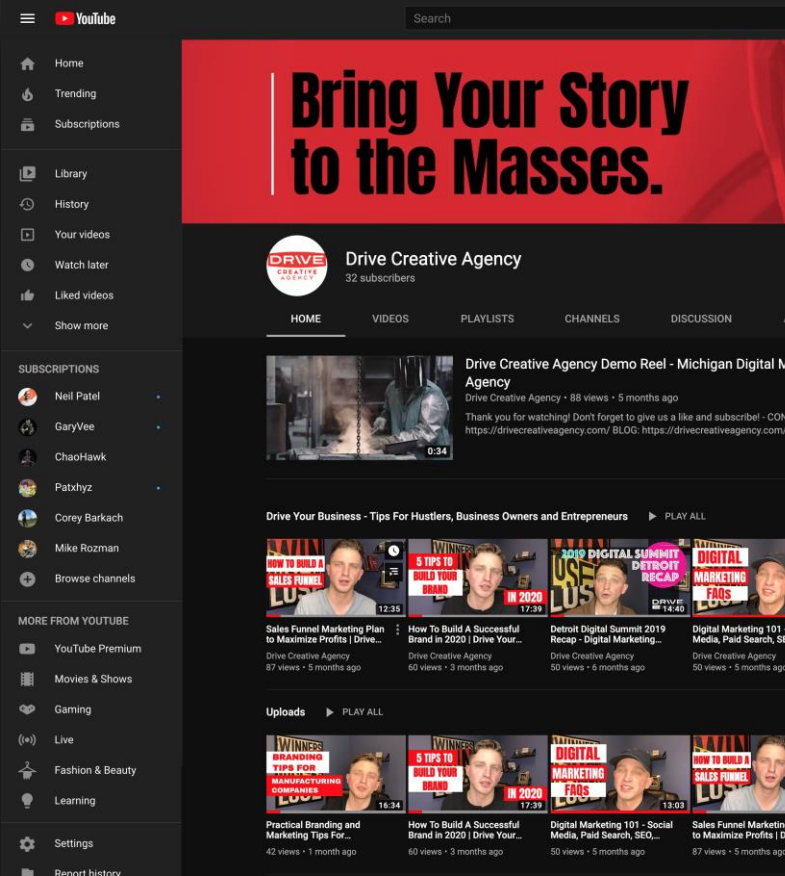 YouTube
Search
Home
Trending
Subscriptions
Library
History
Your videos
Watch later
Liked videos
Show more
SUBSCRIPTIONS
Neil Patel
GaryVee
ChaoHawk
Patxhyz
Corey Barkach
Mike Rozman
Browse channels
MORE FROM YOUTUBE
YouTube Premium
Movies & Shows
Gaming
Live
Fashion & Beauty
Learning
Settings
Report history
Bring Your Story
to the Masses.
DRIVE
CREATIVE
AGENCY
Drive Creative Agency
32 subscribers
HOME VIDEOS PLAYLISTS CHANNELS DISCUSSION
0:34
Drive Creative Agency Demo Reel - Michigan Digital M
Agency
Drive Creative Agency • 88 views • 5 months ago
Thank you for watching! Don't forget to give us a like and subscribe! - CON
https://drivecreativeagency.com/ BLOG: https://drivecreativeagency.com/
Drive Your Business - Tips For Hustlers, Business Owners and Entrepreneurs PLAY ALL
HOW TO BUILD A
SALES FUNNEL
12:35
Sales Funnel Marketing Plan
to Maximize Profits | Drive...
Drive Creative Agency
87 views • 5 months ago
WINNERS
5 TIPS TO
BUILD YOUR
BRAND
IN 2020
17:39
How To Build A Successful
Brand in 2020 | Drive Your...
Drive Creative Agency
60 views • 3 months ago
2019 DIGITAL SUMMIT
DETROIT
RECAP
DRIVE
14:40
Detroit Digital Summit 2019
Recap - Digital Marketing...
Drive Creative Agency
50 views • 6 months ago
DIGITAL
MARKETING
FAQs
Digital Marketing 101 -
Media, Paid Search, SE
Drive Creative Agency
50 views • 5 months ago
Uploads PLAY ALL
WINNERS
BRANDING
TIPS FOR
MANUFACTURING
COMPANIES
16:34
Practical Branding and
Marketing Tips For...
42 views • 1 month ago
WINNERS
5 TIPS TO
BUILD YOUR
BRAND
IN 2020
17:39
How To Build A Successful
Brand in 2020 | Drive Your...
60 views • 3 months ago
DIGITAL
MARKETING
FAQs
13:03
Digital Marketing 101 - Social
Media, Paid Search, SEO,...
50 views • 5 months ago
HOW TO BUILD A
SALES FUNNEL
Sales Funnel Marketin
to Maximize Profits | D
87 views • 5 months ago